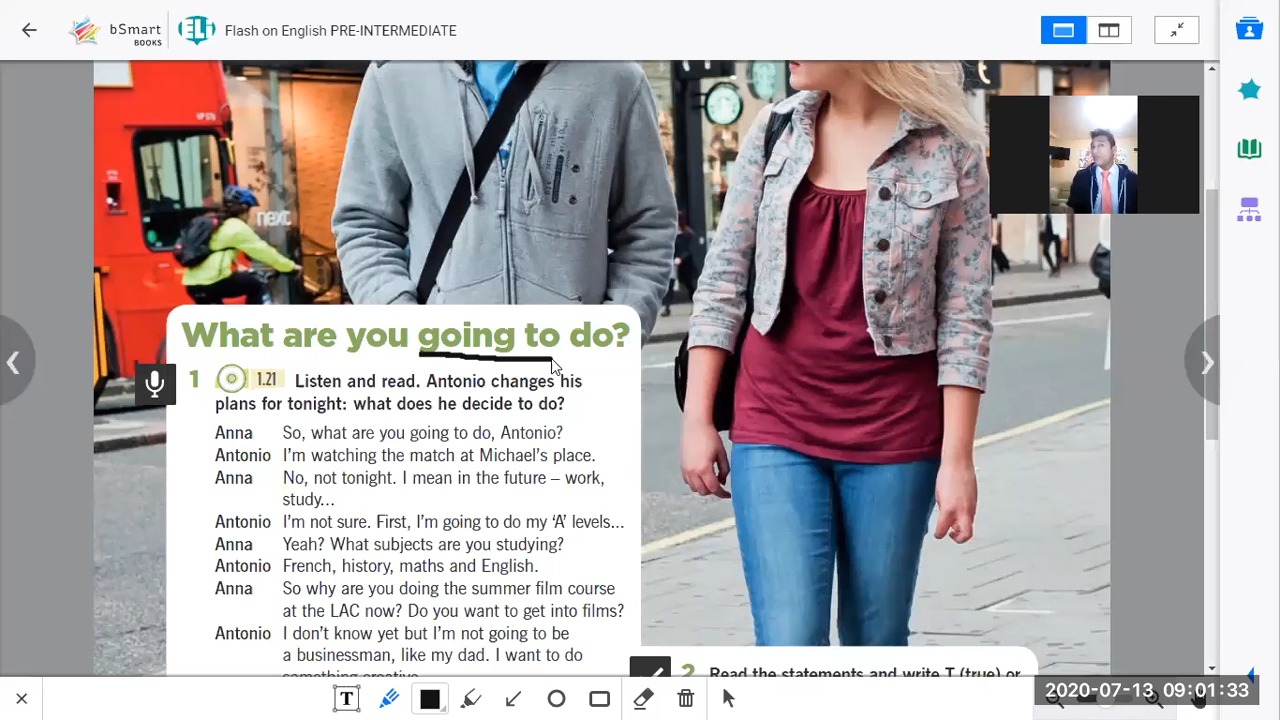 bSmart
BOOKS
ELi
Flash on English PRE-INTERMEDIATE
next
What are you going to do?
1 1.21 Listen and read. Antonio changes his
plans for tonight: what does he decide to do?
Anna So, what are you going to do, Antonio?
Antonio I'm watching the match at Michael's place.
Anna No, not tonight. I mean in the future – work,
study...
Antonio I'm not sure. First, I'm going to do my 'A' levels...
Anna Yeah? What subjects are you studying?
Antonio French, history, maths and English.
Anna So why are you doing the summer film course
at the LAC now? Do you want to get into films?
Antonio I don't know yet but I'm not going to be
a businessman, like my dad. I want to do
something creative
2 Read the statements and write T (true) or
T
2020-07-13 09:01:33